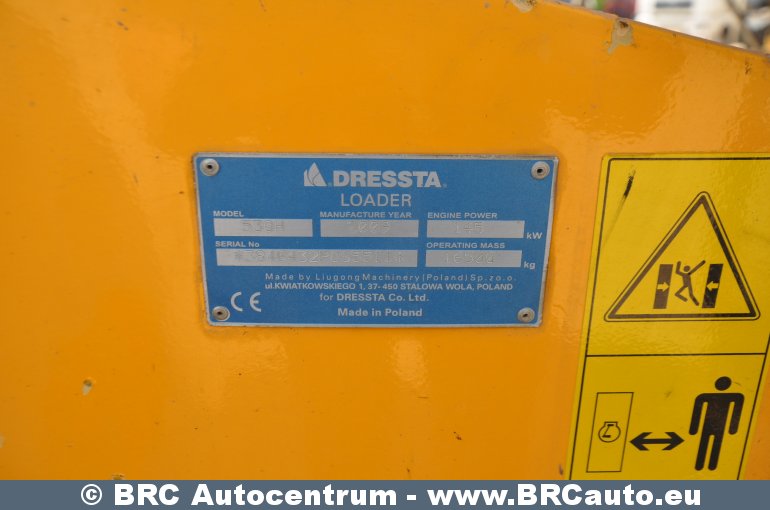 DRESSTA
LOADER
MODEL MANUFACTURE YEAR ENGINE POWER
kW
SERIAL No OPERATING MASS
kg
Made by Liugong Machinery (Poland) Sp. z o. o.
ul.KWIATKOWSKIEGO 1, 37-450 STALOWA WOLA, POLAND
for DRESSTA Co. Ltd.
CE
Made in Poland
© BRC Autocentrum - www.BRCauto.eu